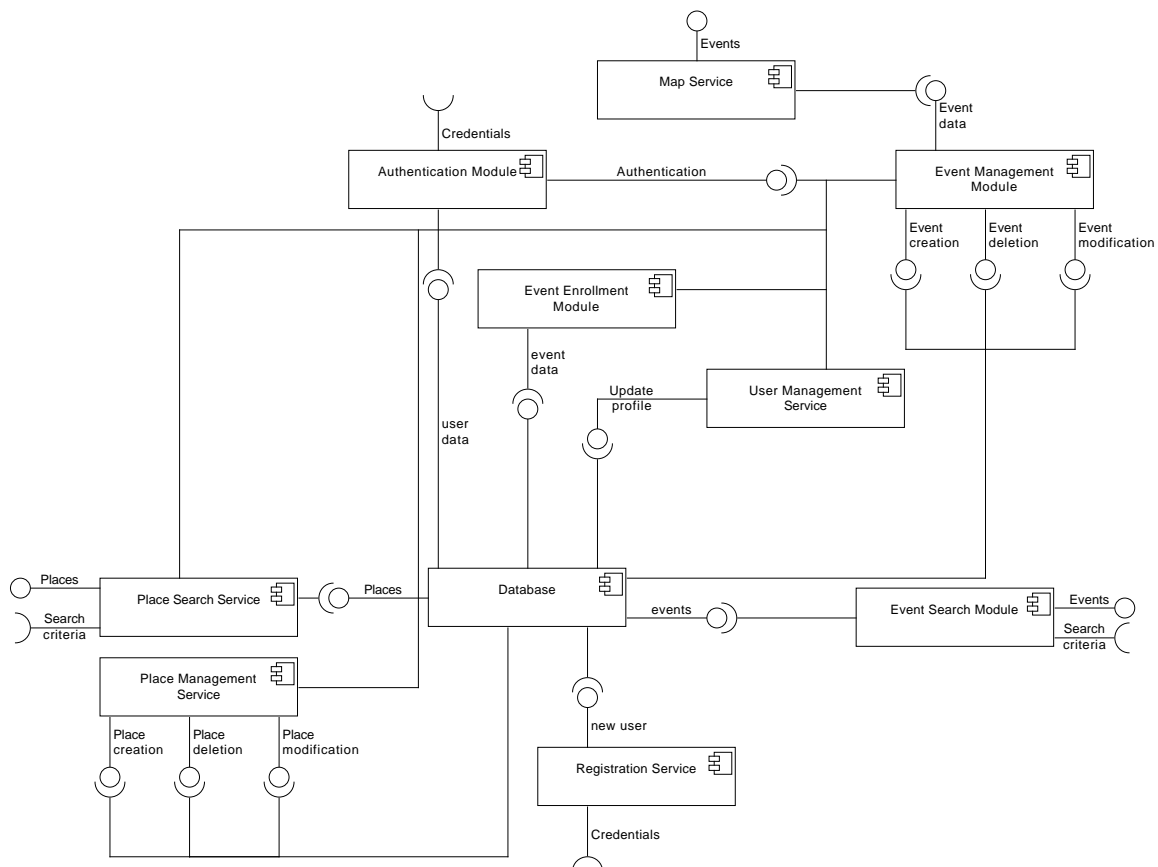 Events
Map Service
Event
data
Credentials
Authentication Module
Authentication
Event Management
Module
Event
creation
Event
deletion
Event
modification
Event Enrollment
Module
event
data
Update
profile
User Management
Service
user
data
Places
Search
criteria
Place Search Service
Places
Database
events
Event Search Module
Events
Search
criteria
Place Management
Service
Place
creation
Place
deletion
Place
modification
new user
Registration Service
Credentials